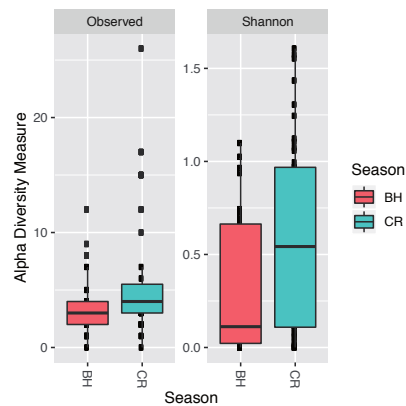 Observed
Shannon
Alpha Diversity Measure
20
10
0
1.5
1.0
0.5
0.0
BH
CR
BH
CR
Season
Season
BH
CR